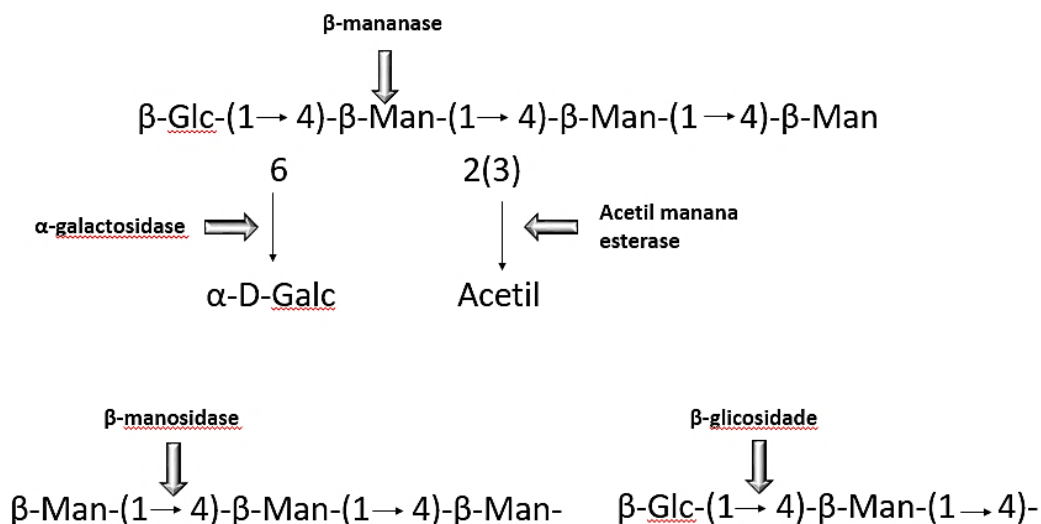 β-mananase
β-Glc-(1→ 4)-β-Man-(1→ 4)-β-Man-(1→4)-β-Man
6 2(3)
α-galactosidase
Acetil manana
esterase
α-D-Galc Acetil
β-manosidase β-glicosidade
β-Man-(1→ 4)-β-Man-(1→ 4)-β-Man- β-Glc-(1→ 4)-β-Man-(1→4)-